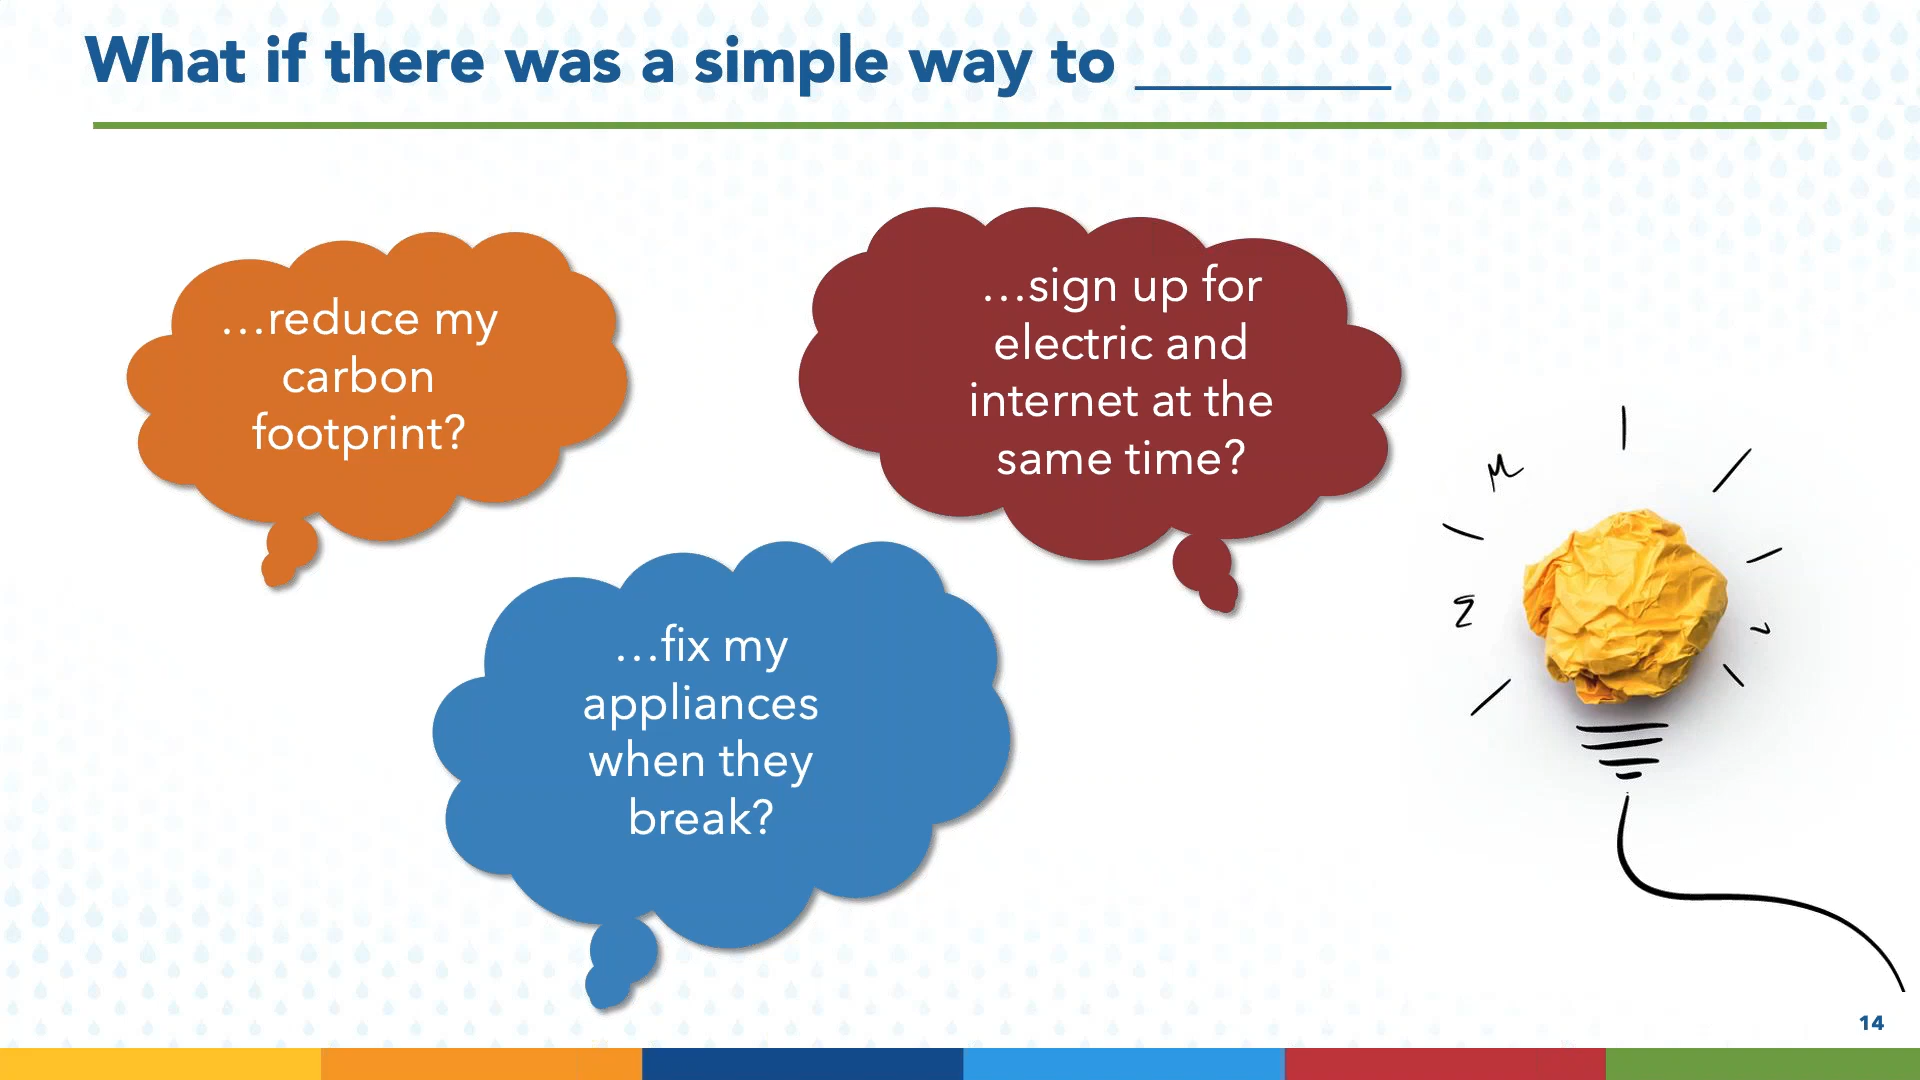 What if there was a simple way to ________
...reduce my
carbon
footprint?
...sign up for
electric and
internet at the
same time?
...fix my
appliances
when they
break?
14